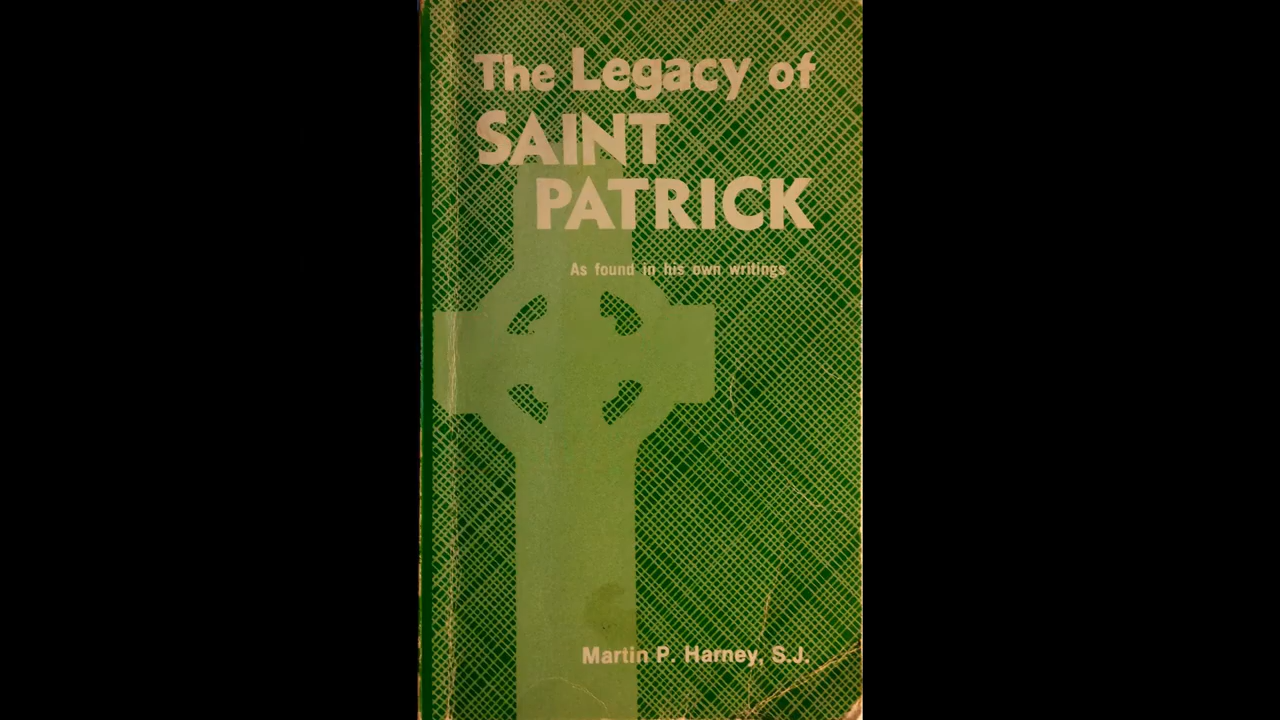 The Legacy of
SAINT
PATRICK
As found in his own writings
Martin P. Harney, S.J.